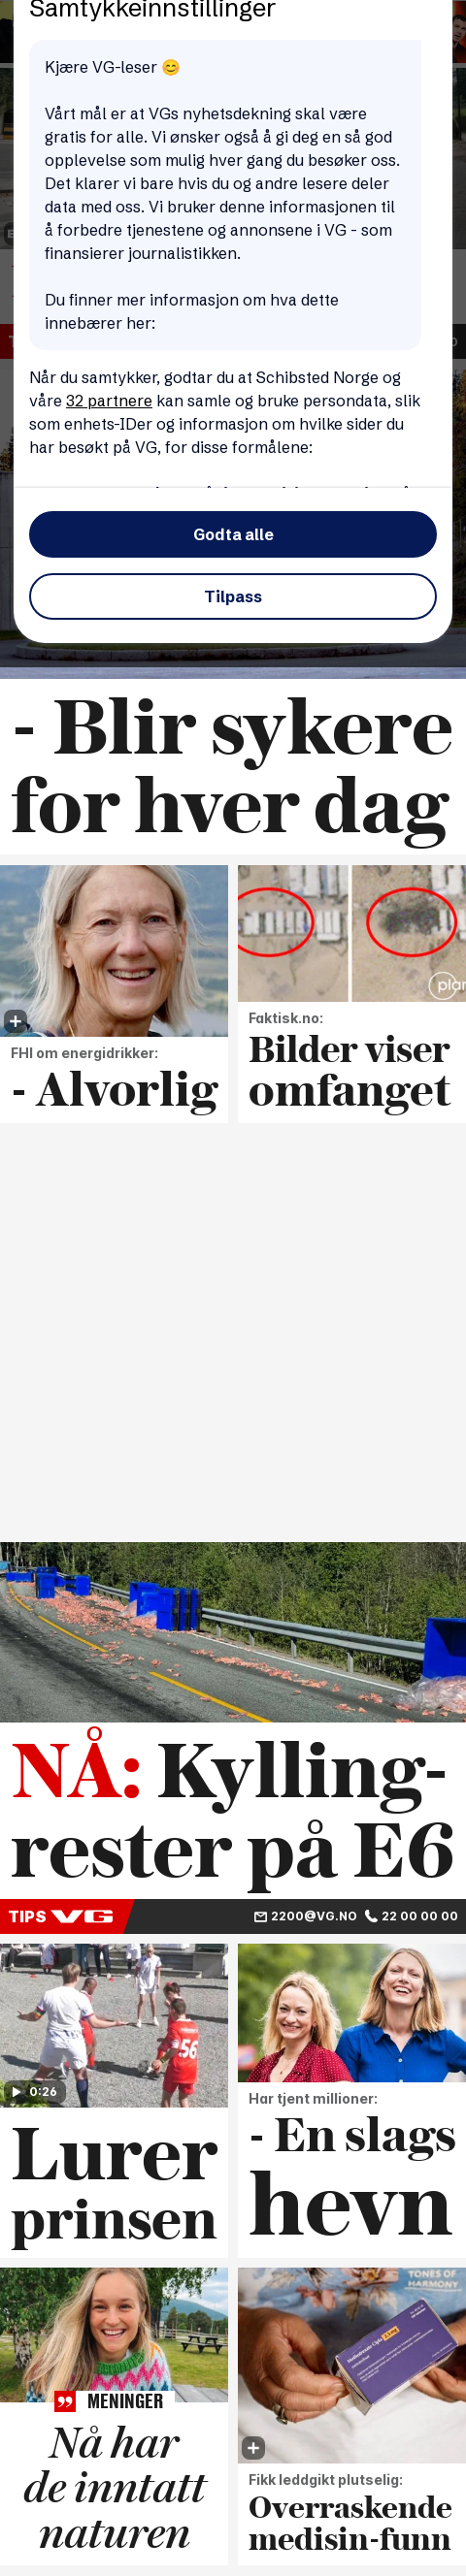 Samtykkeinnstillinger
Kjære VG-leser 😊
Vårt mål er at VGs nyhetsdekning skal være
gratis for alle. Vi ønsker også å gi deg en så god
opplevelse som mulig hver gang du besøker oss.
Det klarer vi bare hvis du og andre lesere deler
data med oss. Vi bruker denne informasjonen til
å forbedre tjenestene og annonsene i VG - som
finansierer journalistikken.
Du finner mer informasjon om hva dette
innebærer her:
Når du samtykker, godtar du at Schibsted Norge og
våre 32 partnere kan samle og bruke persondata, slik
som enhets-IDer og informasjon om hvilke sider du
har besøkt på VG, for disse formålene:
Godta alle
Tilpass
- Blir sykere
for hver dag
FHI om energidrikker:
- Alvorlig
Faktisk.no:
Bilder viser
omfanget
NÅ: Kylling-
rester på E6
TIPS VG 2200@VG.NO 22 00 00 00
56
0:26
Lurer
prinsen
Har tjent millioner:
- En slags
hevn
MENINGER
Nå har
de inntatt
naturen
TONES OF
HARMONY
Fikk leddgikt plutselig:
Overraskende
medisin-funn